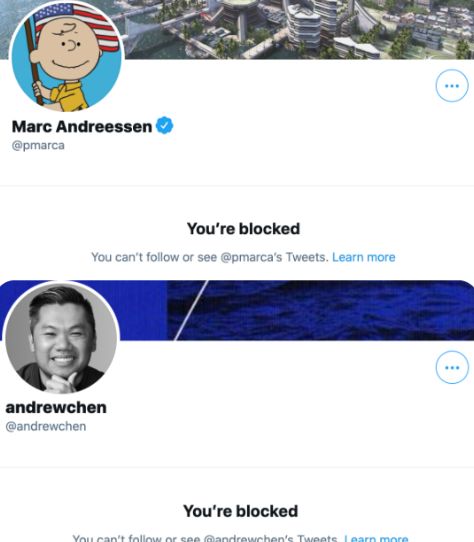 Marc Andreessen
@pmarca
You’re blocked
You can’t follow or see @pmarca’s Tweets. Learn more
andrewchen
@andrewchen
You’re blocked
You can’t follow or see @andrewchen’s Tweets. Learn more